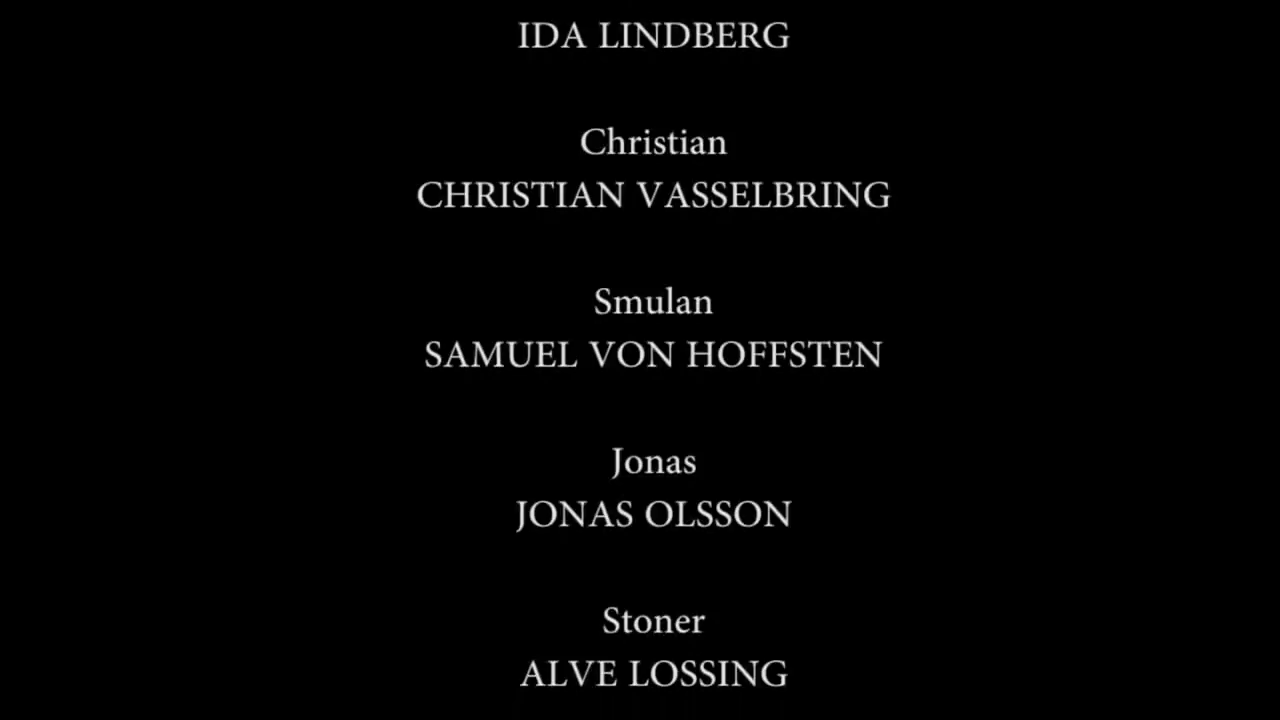 IDA LINDBERG
Christian
CHRISTIAN VASSELBRING
Smulan
SAMUEL VON HOFFSTEN
Jonas
JONAS OLSSON
Stoner
ALVE LOSSING